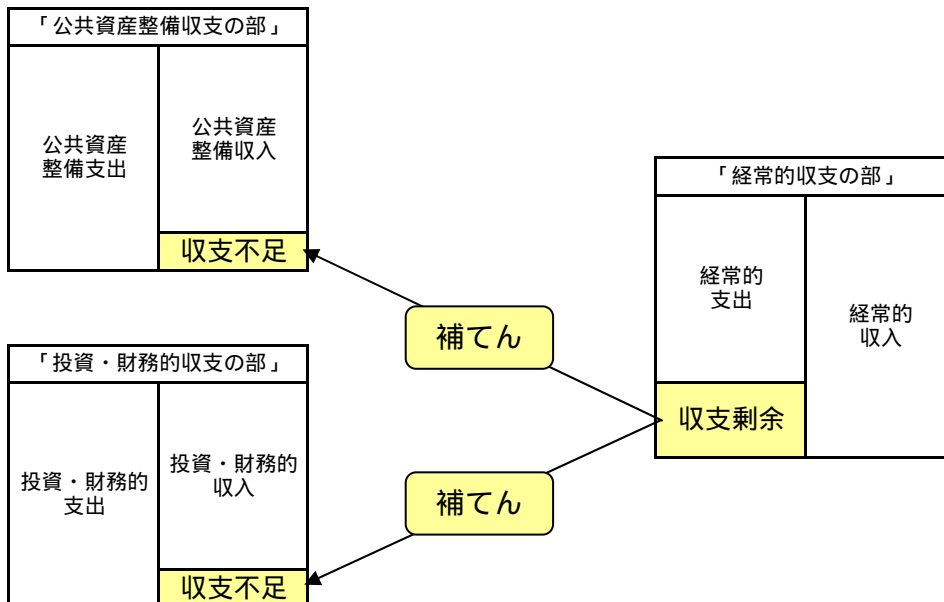 「公共資産整備収支の部」
公共資産
整備支出
公共資産
整備収入
収支不足
「経常的収支の部」
経常的
支出
経常的
収入
収支剰余
補てん
「投資・財務的収支の部」
投資・財務的
支出
投資・財務的
収入
収支不足
補てん